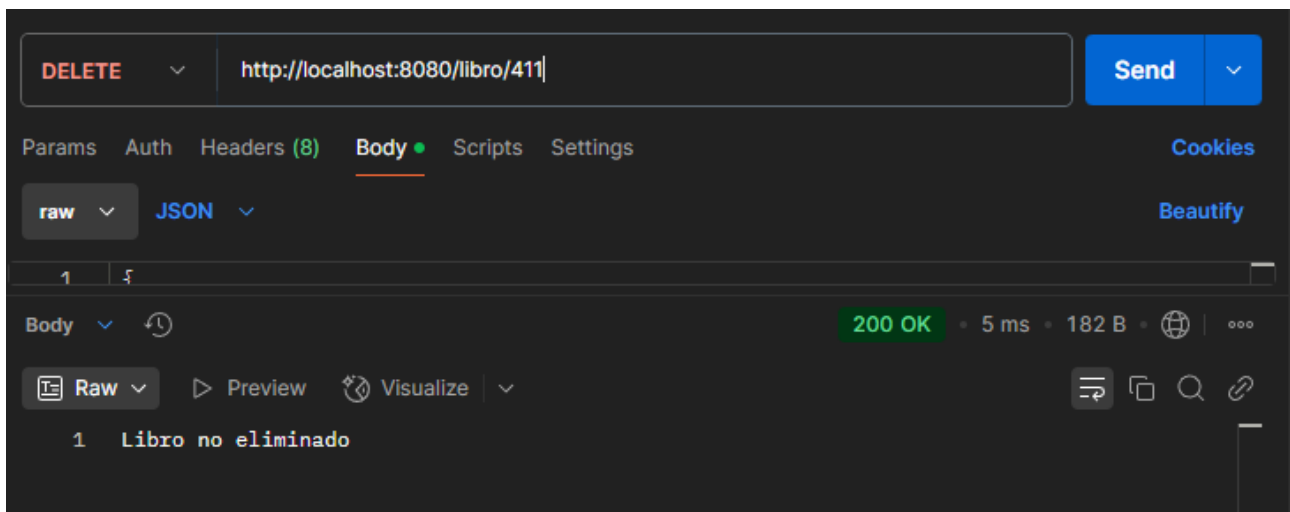 DELETE http://localhost:8080/libro/411 Send
Params Auth Headers (8) Body Scripts Settings Cookies
raw JSON Beautify
1 {
Body 200 OK 5 ms 182 B
Raw Preview Visualize
1 Libro no eliminado